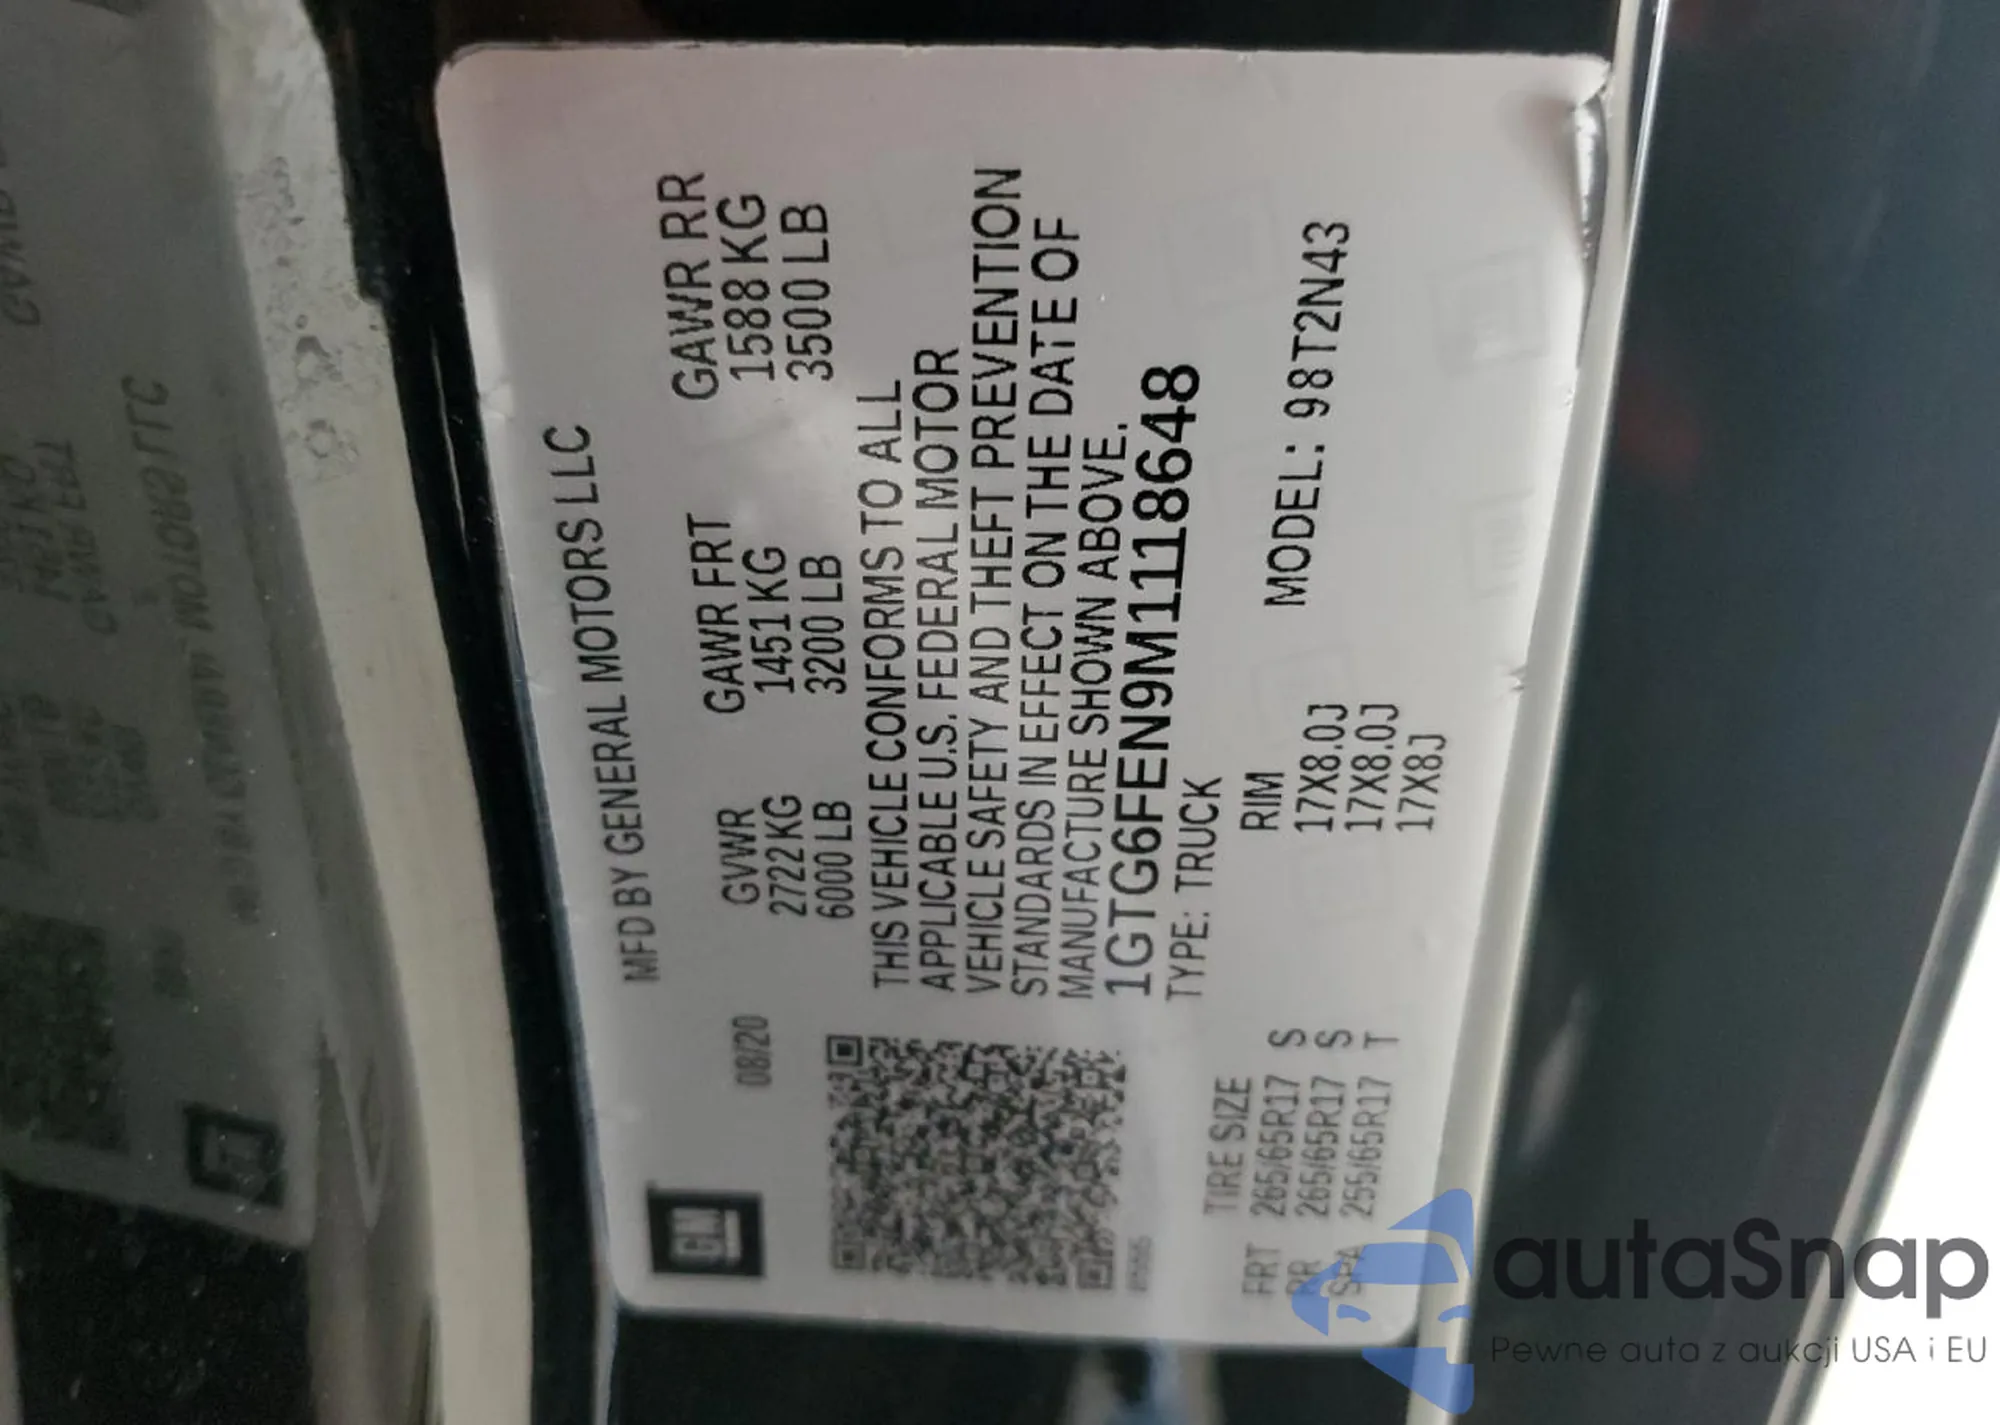 GM
MFD BY GENERAL MOTORS LLC
08/20
GVWR GAWR FRT GAWR RR
2722 KG 1451 KG 1588 KG
6000 LB 3200 LB 3500 LB
THIS VEHICLE CONFORMS TO ALL
APPLICABLE U.S. FEDERAL MOTOR
VEHICLE SAFETY AND THEFT PREVENTION
STANDARDS IN EFFECT ON THE DATE OF
MANUFACTURE SHOWN ABOVE.
1GTG6FEN9M1118648
TYPE: TRUCK
TIRE SIZE RIM MODEL: 98T2N43
FRT 265/65R17 S 17X8.0J
RR 265/65R17 S 17X8.0J
SPA 255/65R17 T 17X8J
autaSnap
Pewne auta z aukcji USA i EU